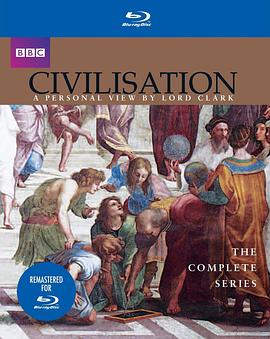 Blu-ray Disc
BBC
CIVILISATION
A PERSONAL VIEW BY LORD CLARK
THE
COMPLETE
SERIES
REMASTERED
FOR
Blu-ray Disc